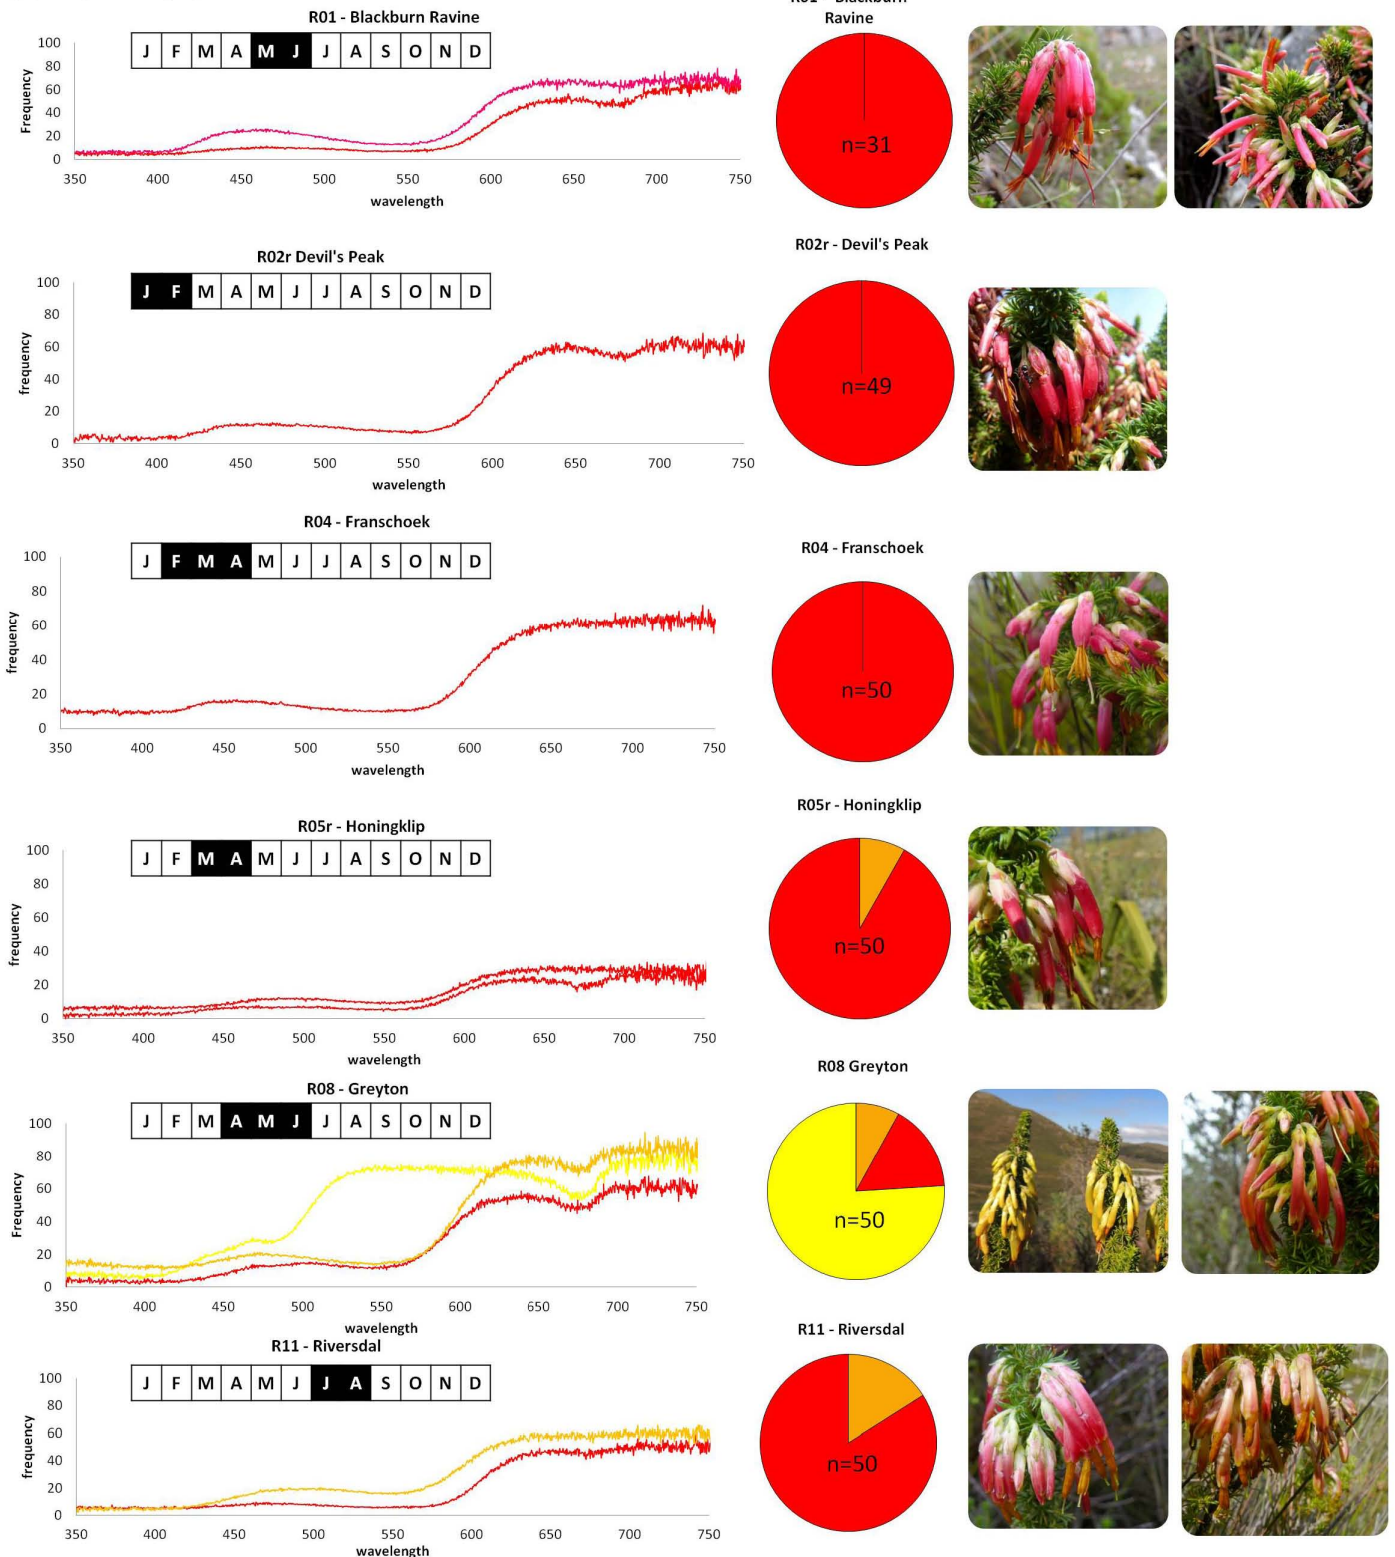 R01 - Blackburn Ravine
J F M A M J J A S O N D
100
80
60
40
20
0
Frequency
350 400 450 500 550 600 650 700 750
wavelength
R01 - Blackburn
Ravine
n=31
R02r Devil's Peak
J F M A M J J A S O N D
100
80
60
40
20
0
frequency
350 400 450 500 550 600 650 700 750
wavelength
R02r - Devil's Peak
n=49
R04 - Franschoek
J F M A M J J A S O N D
100
80
60
40
20
0
frequency
350 400 450 500 550 600 650 700 750
wavelength
R04 - Franschoek
n=50
R05r - Honingklip
J F M A M J J A S O N D
100
80
60
40
20
0
frequency
350 400 450 500 550 600 650 700 750
wavelength
R05r - Honingklip
n=50
R08 - Greyton
J F M A M J J A S O N D
100
80
60
40
20
0
Frequency
350 400 450 500 550 600 650 700 750
wavelength
R08 Greyton
n=50
R11 - Riversdal
J F M A M J J A S O N D
100
80
60
40
20
0
frequency
350 400 450 500 550 600 650 700 750
wavelength
R11 - Riversdal
n=50